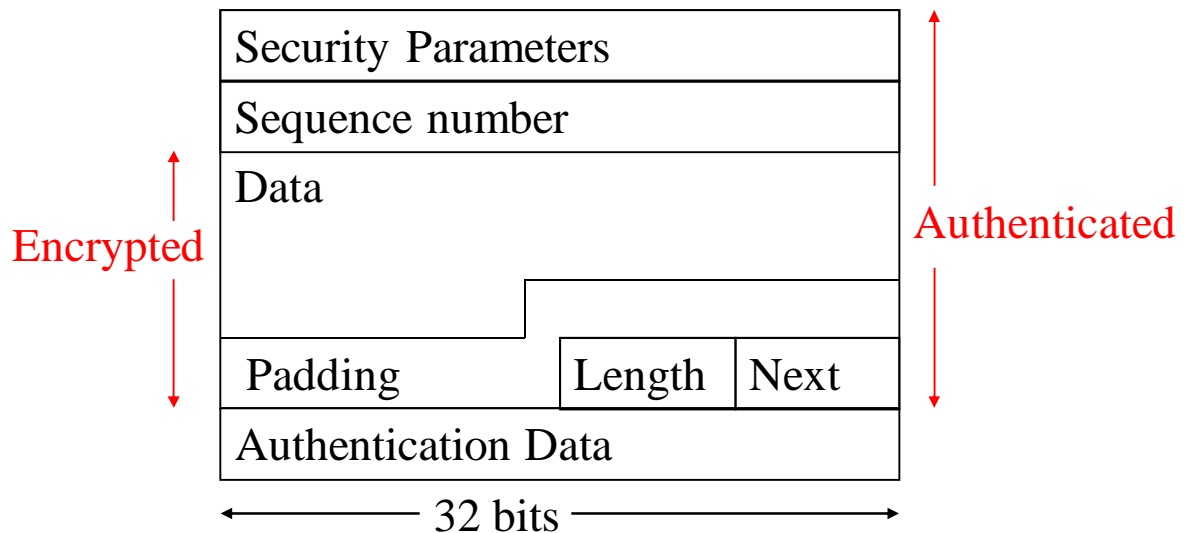 Security Parameters
Sequence number
Data
Encrypted
Authenticated
Padding
Length
Next
Authentication Data
32 bits